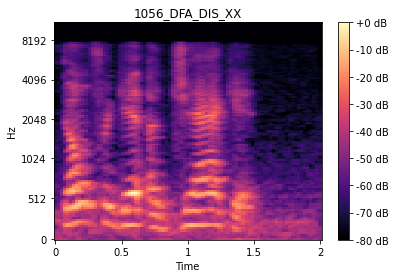 1056_DFA_DIS_XX
+0 dB
8192
-10 dB
-20 dB
4096
-30 dB
Hz
2048
-40 dB
1024
-50 dB
-60 dB
512
-70 dB
0
-80 dB
0
0.5
1
1.5
2
Time